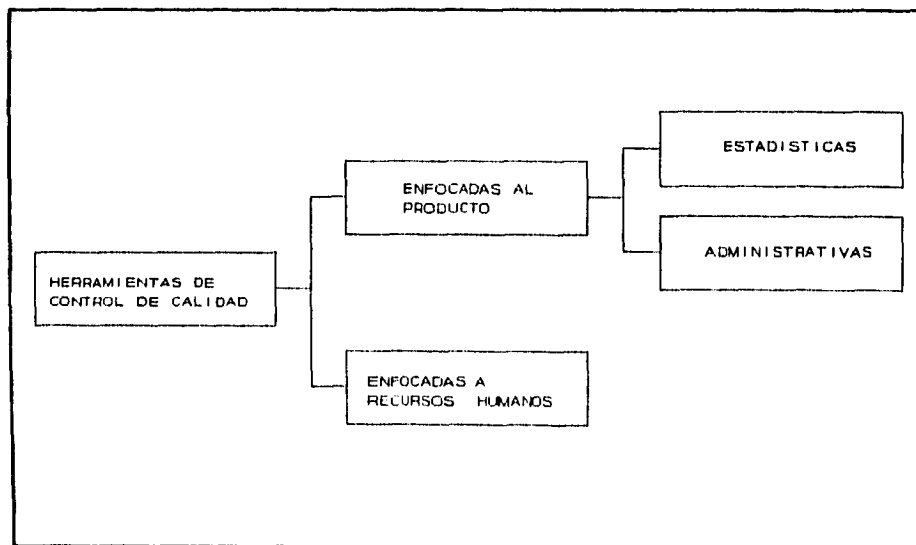 HERRAMIENTAS DE
CONTROL DE CALIDAD
ENFOCADAS AL
PRODUCTO
ENFOCADAS A
RECURSOS HUMANOS
ESTADISTICAS
ADMINISTRATIVAS